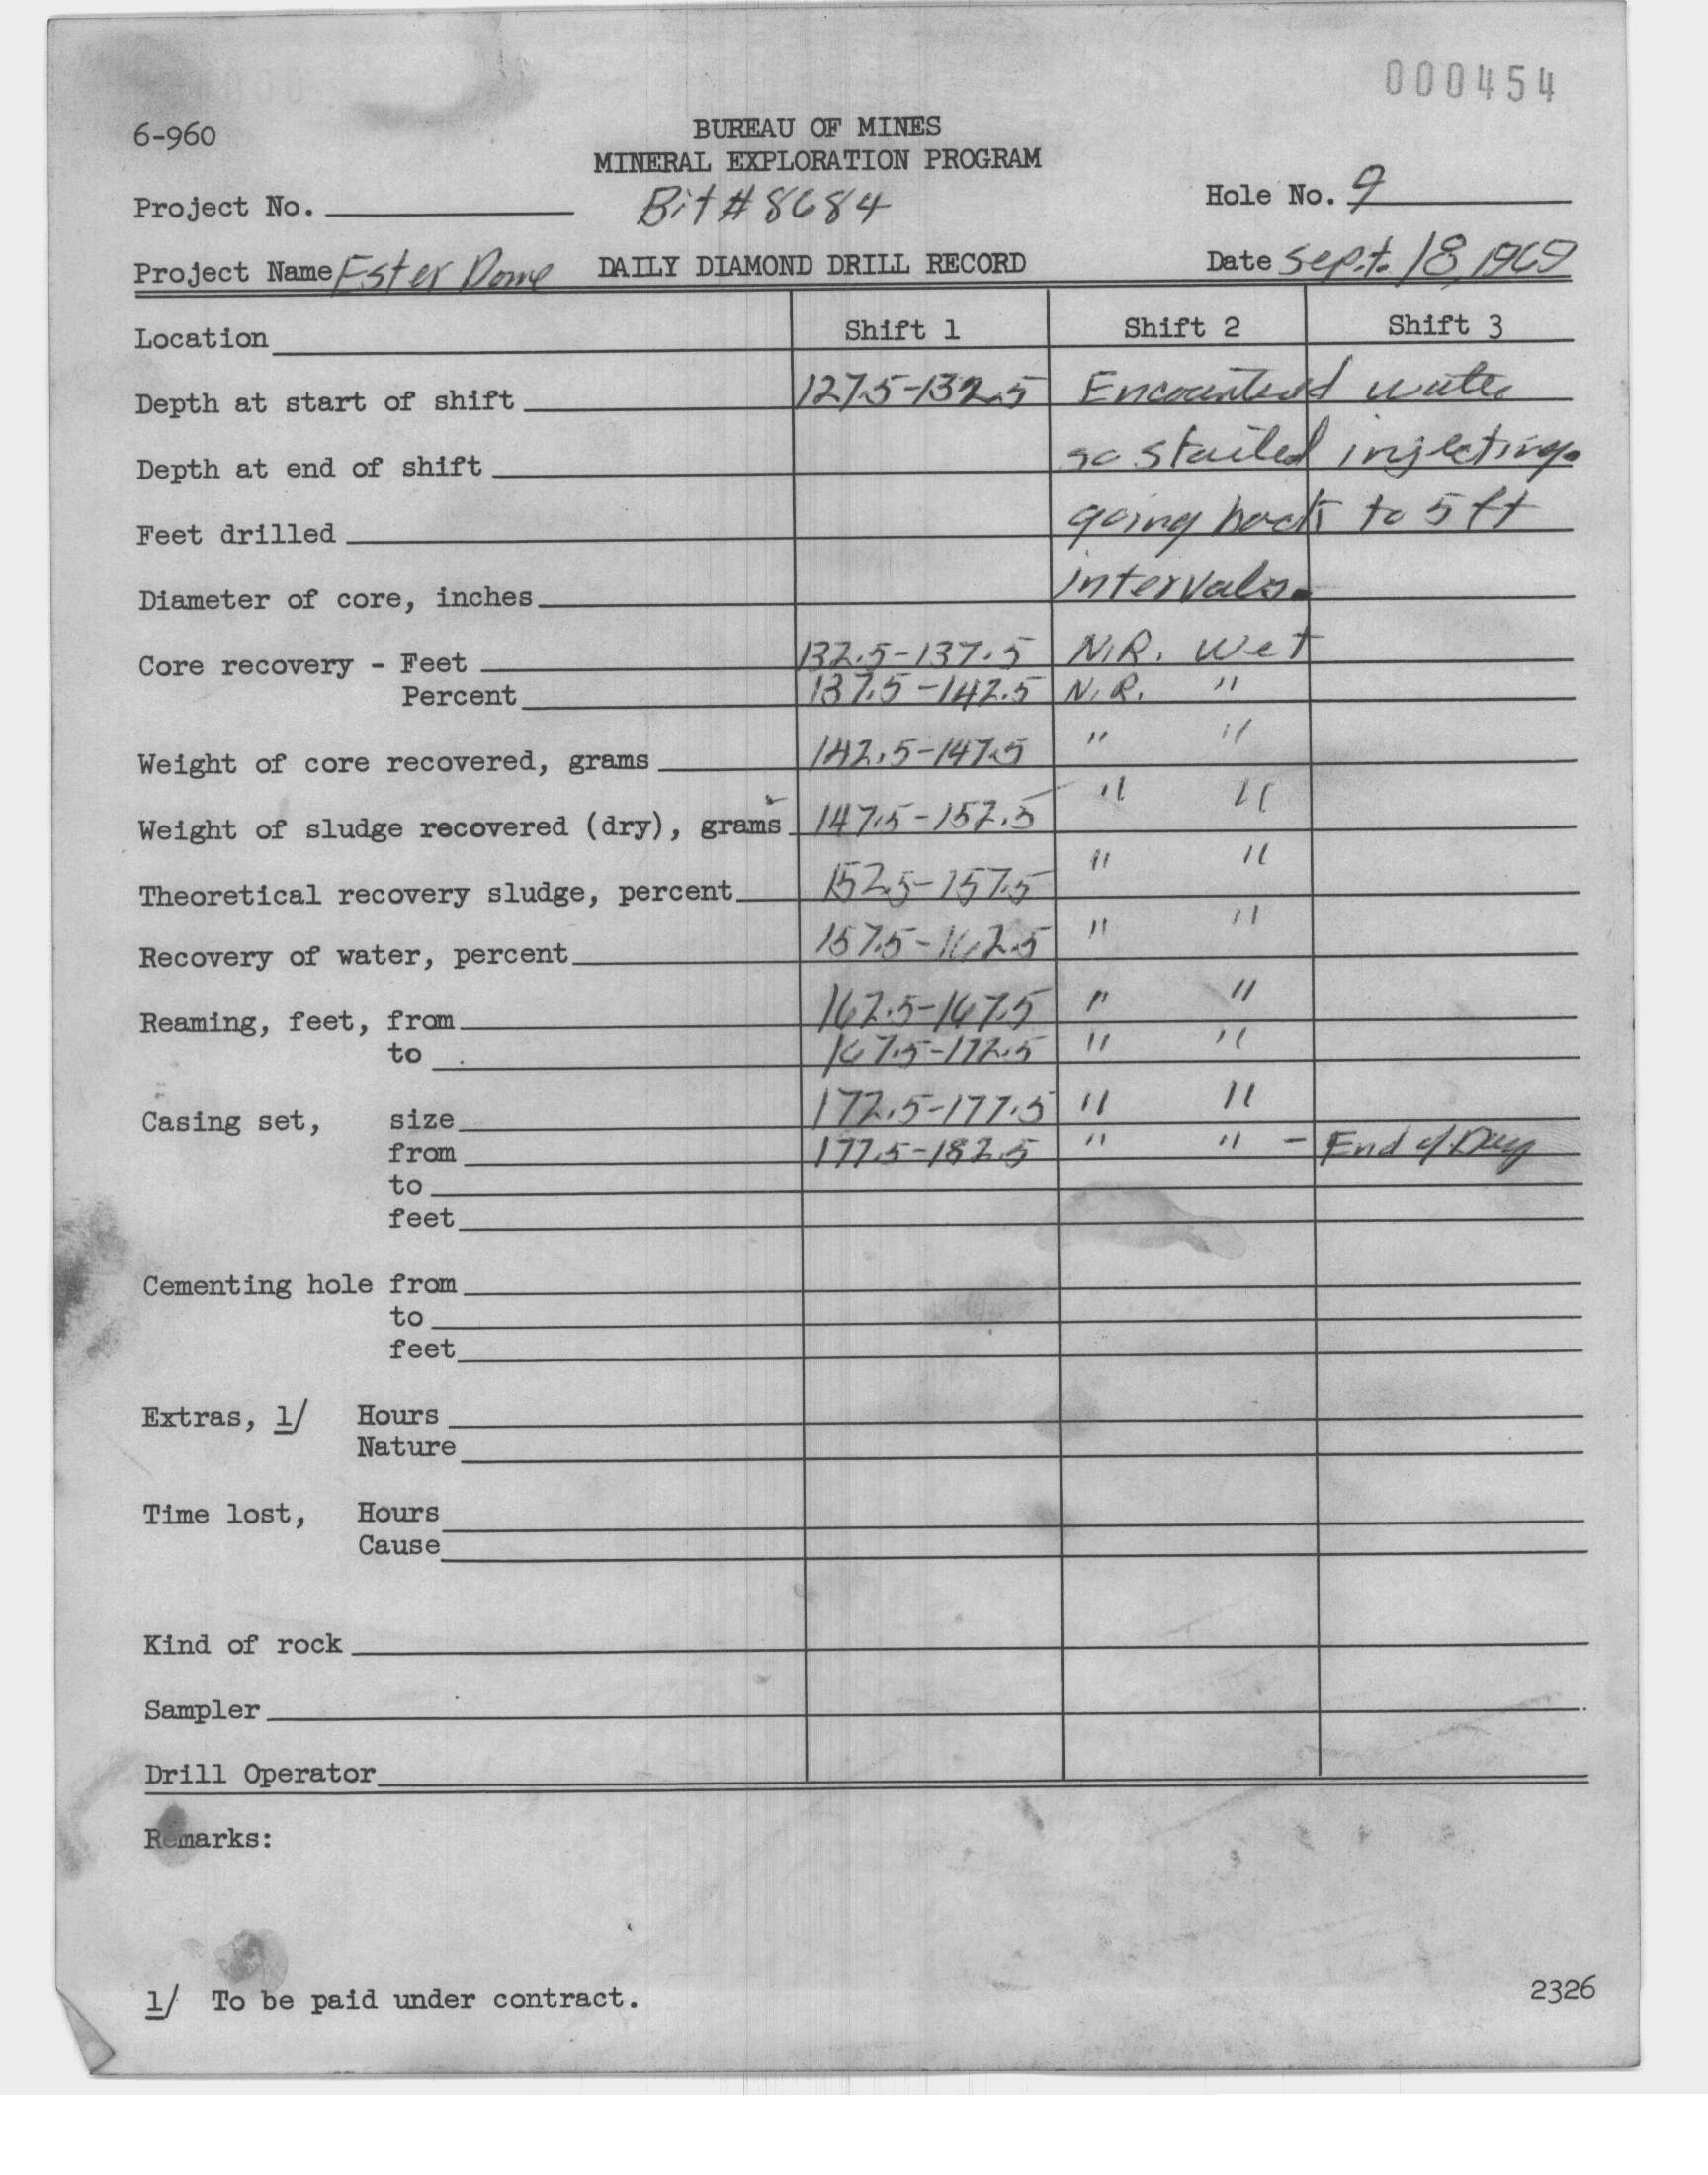 000454
6-960
BUREAU OF MINES
MINERAL EXPLORATION PROGRAM
Project No.
Bit # 8684
Hole No. 9
Project Name Ester Dome
DAILY DIAMOND DRILL RECORD
Date Sept. 18, 1969
Location
Shift 1 Shift 2 Shift 3
Depth at start of shift 127.5-132.5 Encountered water
Depth at end of shift so started injecting.
Feet drilled going back to 5 ft
Diameter of core, inches intervals.
Core recovery - Feet 132.5-137.5 N.R. Wet
Percent 137.5-142.5 N.R. "
Weight of core recovered, grams 142.5-147.5 " "
Weight of sludge recovered (dry), grams 147.5-152.5 " "
Theoretical recovery sludge, percent 152.5-157.5 " "
Recovery of water, percent 157.5-162.5 " "
Reaming, feet, from 162.5-167.5 " "
to 167.5-172.5 " "
Casing set, size 172.5-177.5 " "
from 177.5-182.5 " " - End of Day
to
feet
Cementing hole from
to
feet
Extras, 1/ Hours
Nature
Time lost, Hours
Cause
Kind of rock
Sampler
Drill Operator
Remarks:
1/ To be paid under contract.
2326